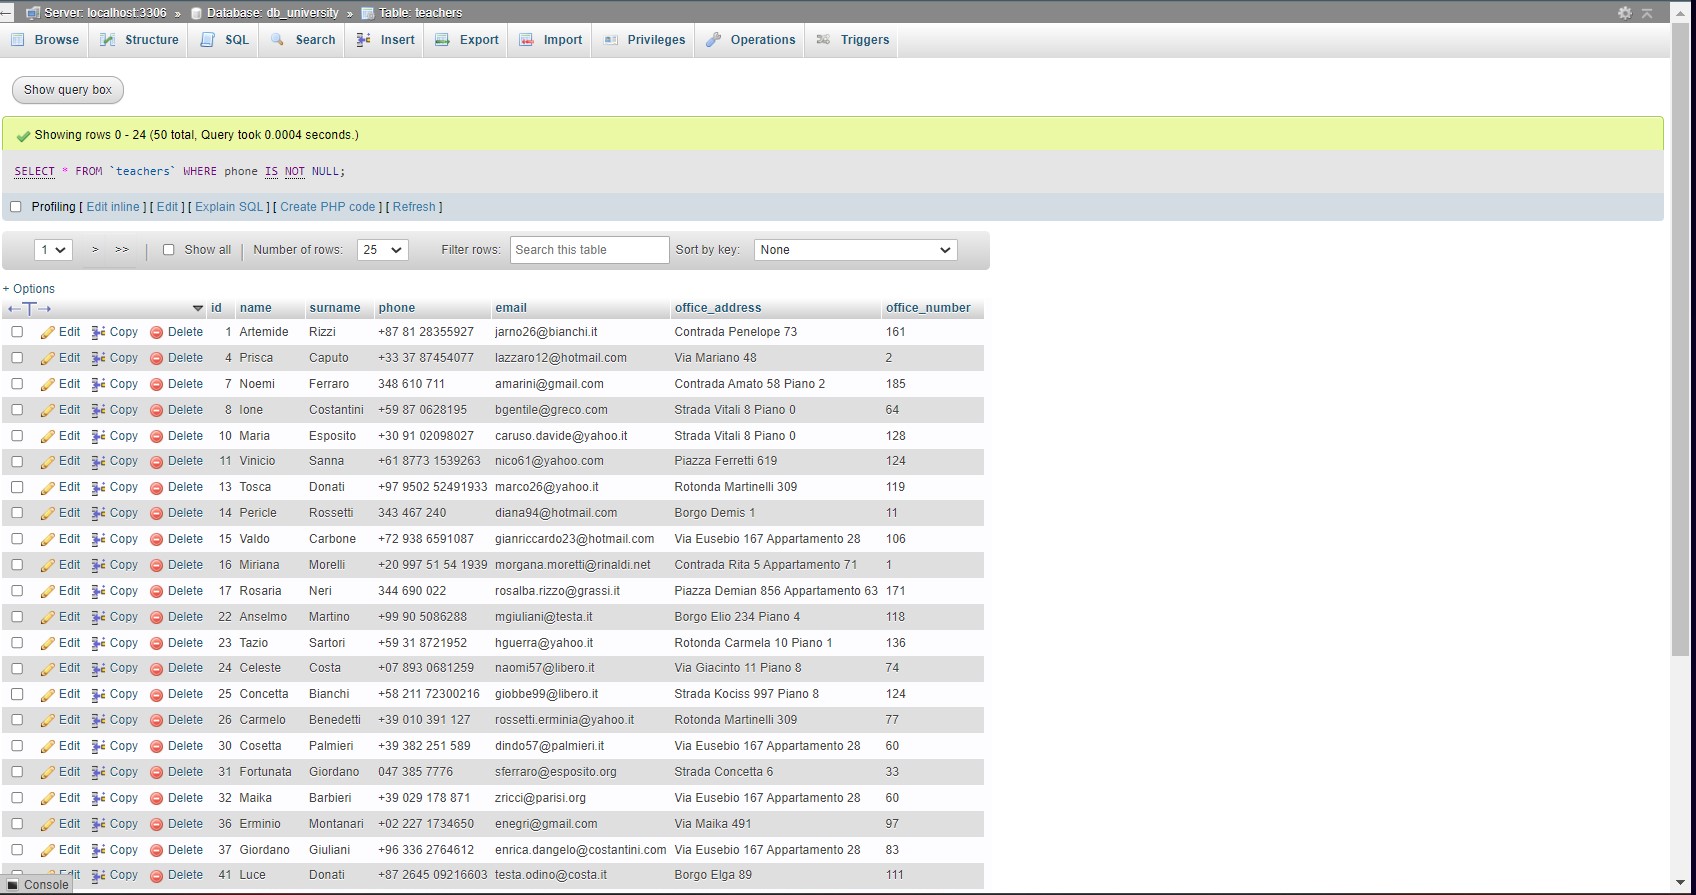 Server: localhost:3306 » Database: db_university » Table: teachers
Browse Structure SQL Search Insert Export Import Privileges Operations Triggers
Show query box
Showing rows 0 - 24 (50 total, Query took 0.0004 seconds.)
SELECT * FROM `teachers` WHERE phone IS NOT NULL;
Profiling [ Edit inline ] [ Edit ] [ Explain SQL ] [ Create PHP code ] [ Refresh ]
1 > >> | Show all | Number of rows: 25 Filter rows: Search this table Sort by key: None
+ Options
←T→ id name surname phone email office_address office_number
Edit Copy Delete 1 Artemide Rizzi +87 81 28355927 jarno26@bianchi.it Contrada Penelope 73 161
Edit Copy Delete 4 Prisca Caputo +33 37 87454077 lazzaro12@hotmail.com Via Mariano 48 2
Edit Copy Delete 7 Noemi Ferraro 348 610 711 amarini@gmail.com Contrada Amato 58 Piano 2 185
Edit Copy Delete 8 Ione Costantini +59 87 0628195 bgentile@greco.com Strada Vitali 8 Piano 0 64
Edit Copy Delete 10 Maria Esposito +30 91 02098027 caruso.davide@yahoo.it Strada Vitali 8 Piano 0 128
Edit Copy Delete 11 Vinicio Sanna +61 8773 1539263 nico61@yahoo.com Piazza Ferretti 619 124
Edit Copy Delete 13 Tosca Donati +97 9502 52491933 marco26@yahoo.it Rotonda Martinelli 309 119
Edit Copy Delete 14 Pericle Rossetti 343 467 240 diana94@hotmail.com Borgo Demis 1 11
Edit Copy Delete 15 Valdo Carbone +72 938 6591087 gianriccardo23@hotmail.com Via Eusebio 167 Appartamento 28 106
Edit Copy Delete 16 Miriana Morelli +20 997 51 54 1939 morgana.moretti@rinaldi.net Contrada Rita 5 Appartamento 71 1
Edit Copy Delete 17 Rosaria Neri 344 690 022 rosalba.rizzo@grassi.it Piazza Demian 856 Appartamento 63 171
Edit Copy Delete 22 Anselmo Martino +99 90 5086288 mgiuliani@testa.it Borgo Elio 234 Piano 4 118
Edit Copy Delete 23 Tazio Sartori +59 31 8721952 hguerra@yahoo.it Rotonda Carmela 10 Piano 1 136
Edit Copy Delete 24 Celeste Costa +07 893 0681259 naomi57@libero.it Via Giacinto 11 Piano 8 74
Edit Copy Delete 25 Concetta Bianchi +58 211 72300216 giobbe99@libero.it Strada Kociss 997 Piano 8 124
Edit Copy Delete 26 Carmelo Benedetti +39 010 391 127 rossetti.erminia@yahoo.it Rotonda Martinelli 309 77
Edit Copy Delete 30 Cosetta Palmieri +39 382 251 589 dindo57@palmieri.it Via Eusebio 167 Appartamento 28 60
Edit Copy Delete 31 Fortunata Giordano 047 385 7776 sferraro@esposito.org Strada Concetta 6 33
Edit Copy Delete 32 Maika Barbieri +39 029 178 871 zricci@parisi.org Via Eusebio 167 Appartamento 28 60
Edit Copy Delete 36 Erminio Montanari +02 227 1734650 enegri@gmail.com Via Maika 491 97
Edit Copy Delete 37 Giordano Giuliani +96 336 2764612 enrica.dangelo@costantini.com Via Eusebio 167 Appartamento 28 83
Edit Copy Delete 41 Luce Donati +87 2645 09216603 testa.odino@costa.it Borgo Elga 89 111
Console